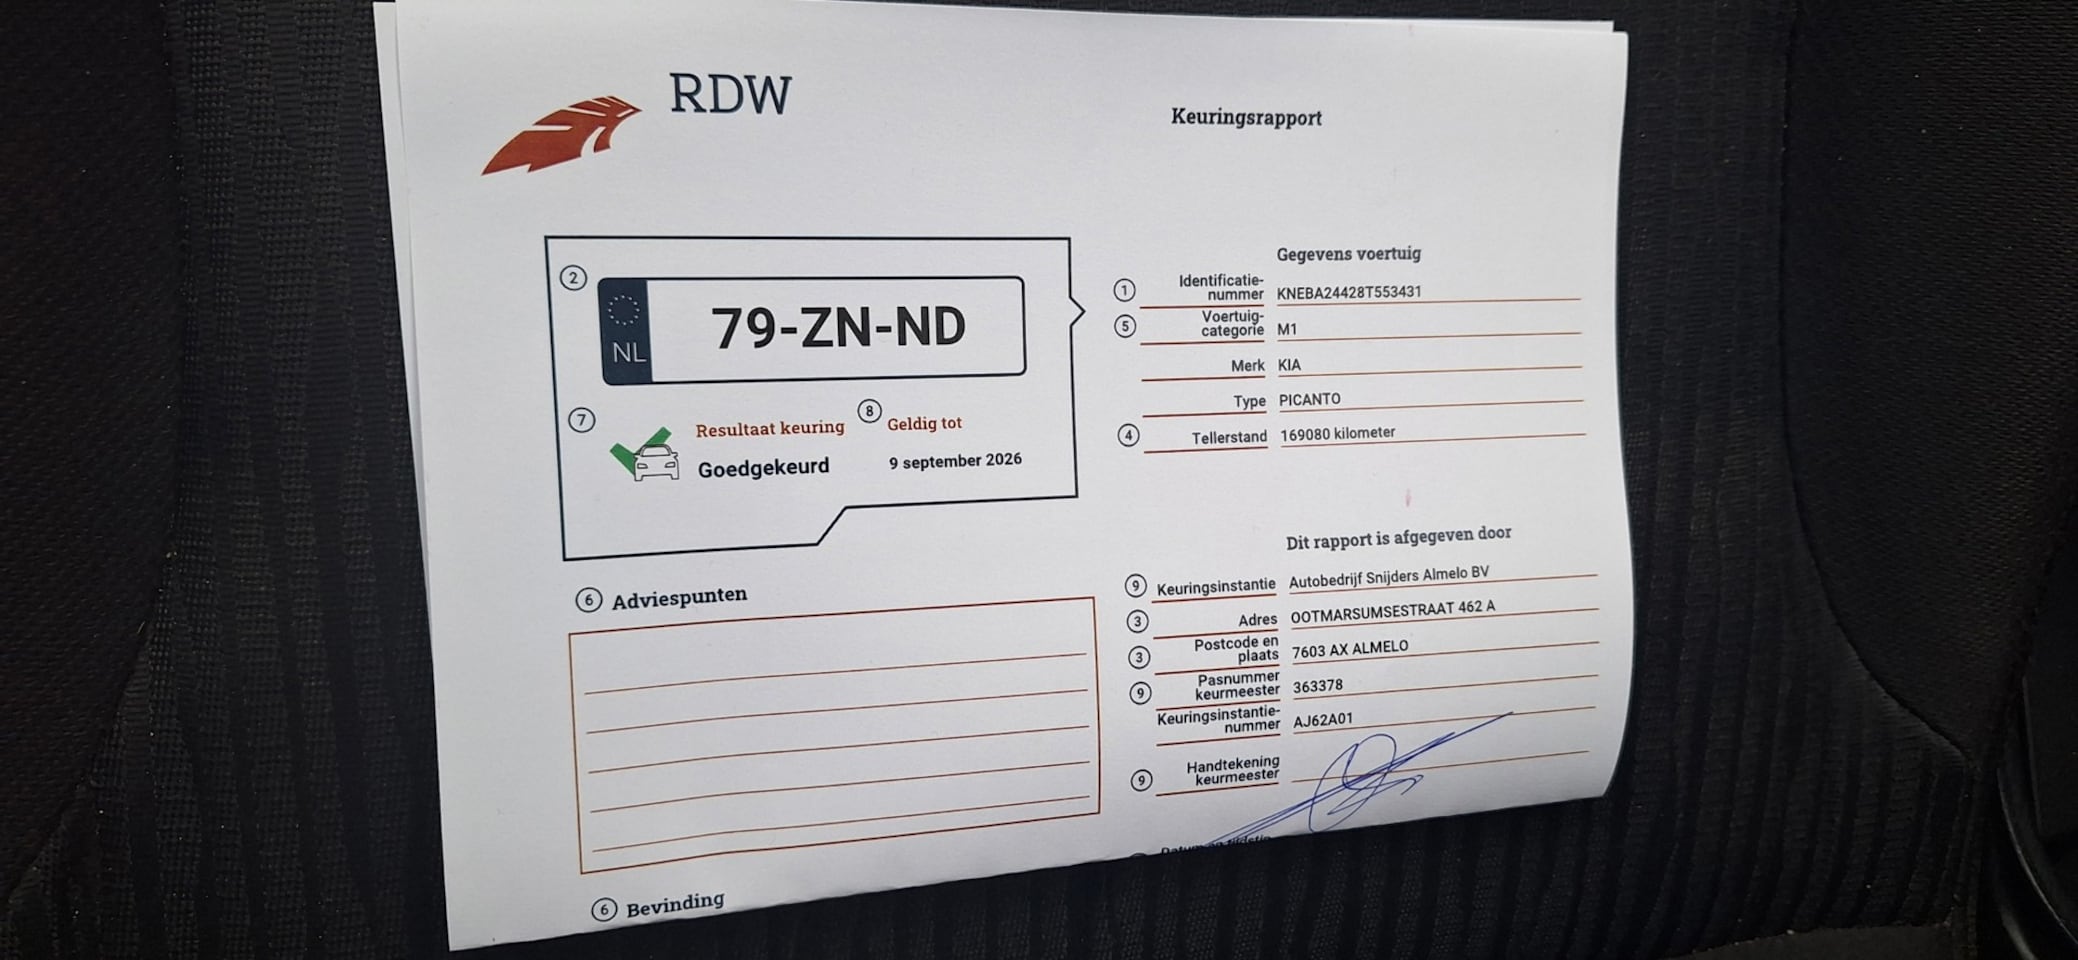 RDW
Keuringsrapport
2
NL
79-ZN-ND
7
Resultaat keuring
Goedgekeurd
8
Geldig tot
9 september 2026
6 Adviespunten
6 Bevinding
Gegevens voertuig
1 Identificatie-
nummer KNEBA24428T553431
5 Voertuig-
categorie M1
Merk KIA
Type PICANTO
4 Tellerstand 169080 kilometer
Dit rapport is afgegeven door
9 Keuringsinstantie Autobedrijf Snijders Almelo BV
3 Adres OOTMARSUMSESTRAAT 462 A
3 Postcode en
plaats 7603 AX ALMELO
9 Pasnummer
keurmeester 363378
Keuringsinstantie-
nummer AJ62A01
9 Handtekening
keurmeester